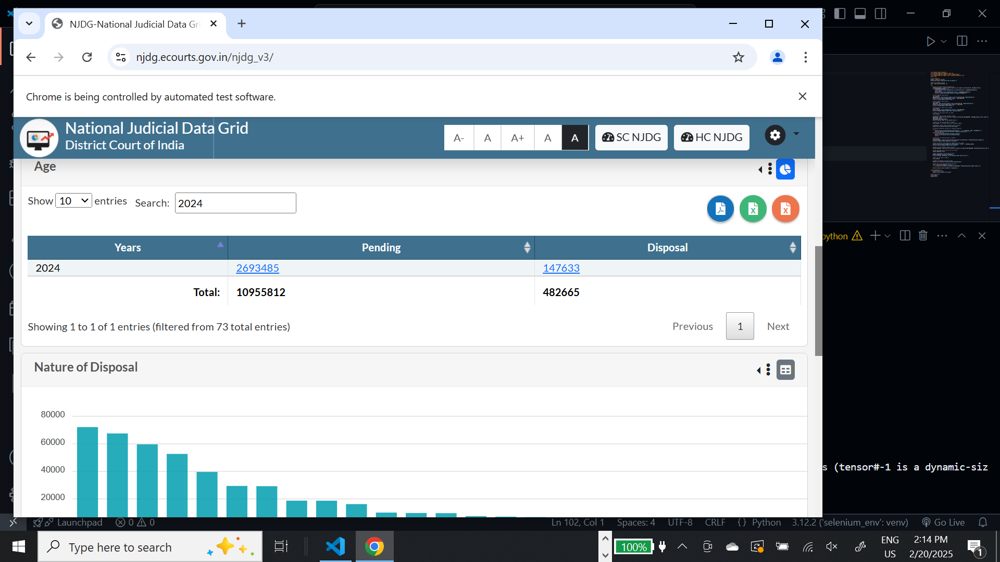 NJDG-National Judicial Data Gri
njdg.ecourts.gov.in/njdg_v3/
Chrome is being controlled by automated test software.
National Judicial Data Grid
District Court of India
A- A A+ A A
SC NJDG HC NJDG
Age
Show 10 entries Search: 2024
Years Pending Disposal
2024 2693485 147633
Total: 10955812 482665
Showing 1 to 1 of 1 entries (filtered from 73 total entries)
Previous 1 Next
Nature of Disposal
80000
60000
40000
20000
python
s (tensor#-1 is a dynamic-siz
Launchpad 0 0 Ln 102, Col 1 Spaces: 4 UTF-8 CRLF {} Python 3.12.2 ('selenium_env': venv) Go Live
Type here to search
100%
ENG
US
2:14 PM
2/20/2025
1